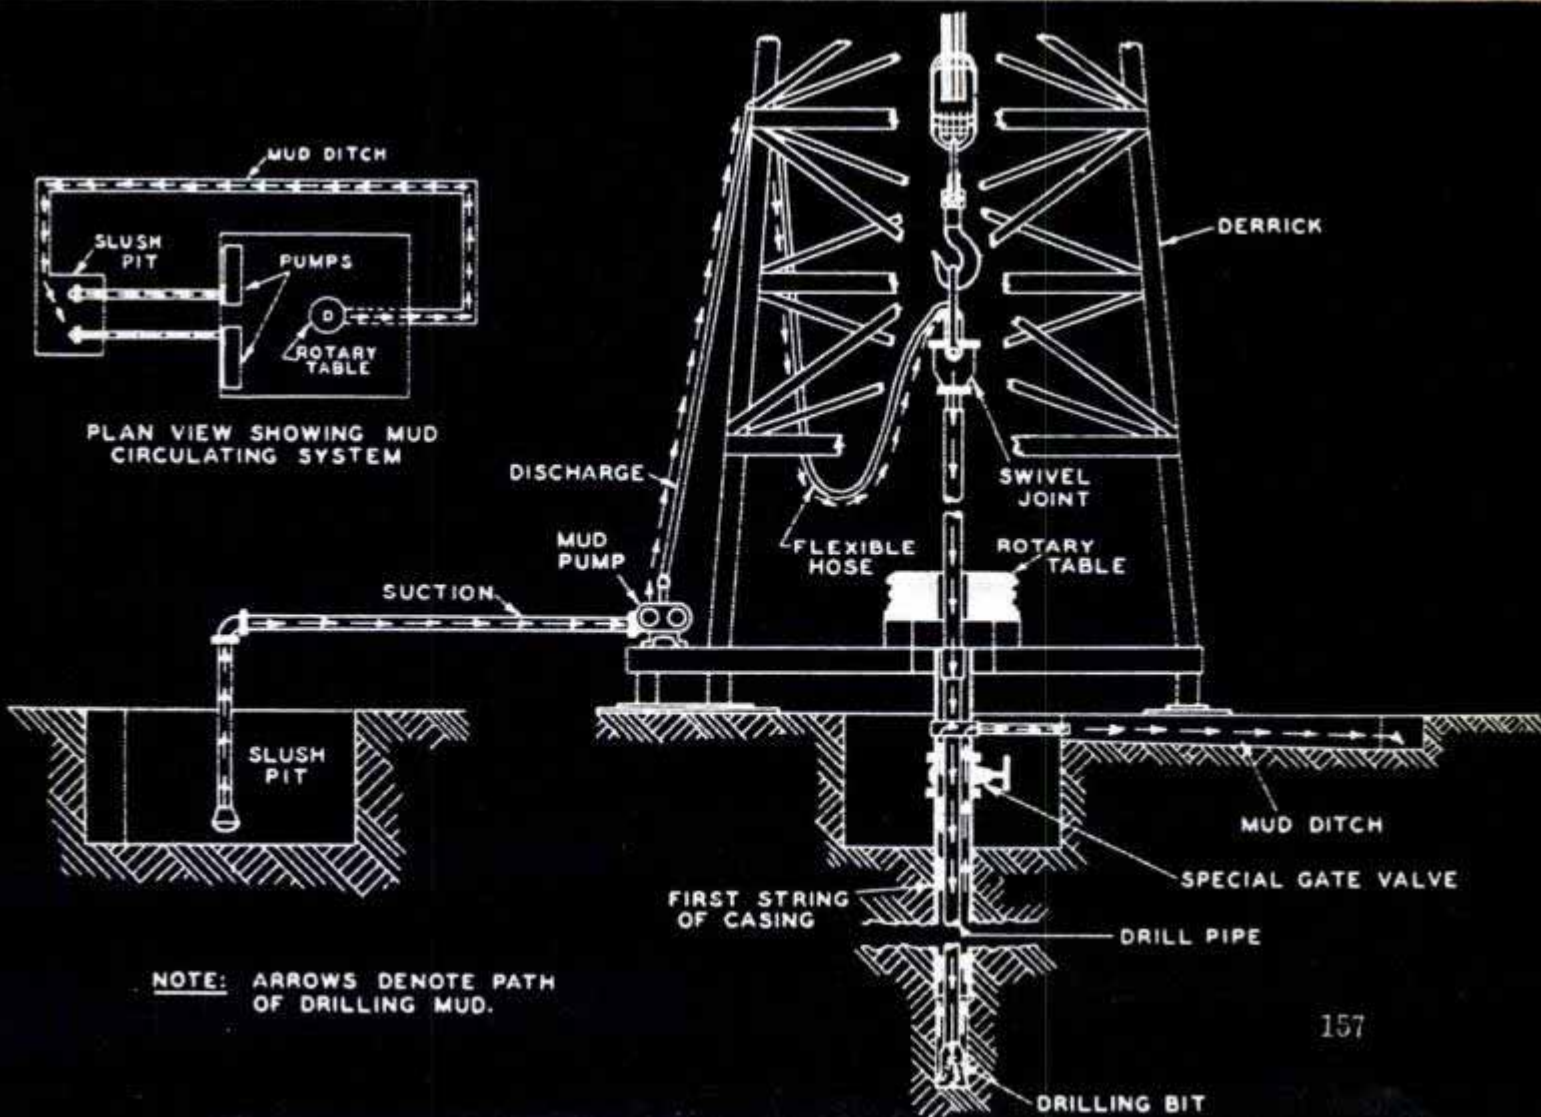 MUD DITCH
SLUSH
PIT
PUMPS
D
ROTARY
TABLE
PLAN VIEW SHOWING MUD
CIRCULATING SYSTEM
DERRICK
DISCHARGE
SWIVEL
JOINT
MUD
PUMP
FLEXIBLE
HOSE
ROTARY
TABLE
SUCTION
SLUSH
PIT
MUD DITCH
SPECIAL GATE VALVE
FIRST STRING
OF CASING
DRILL PIPE
NOTE: ARROWS DENOTE PATH
OF DRILLING MUD.
157
DRILLING BIT